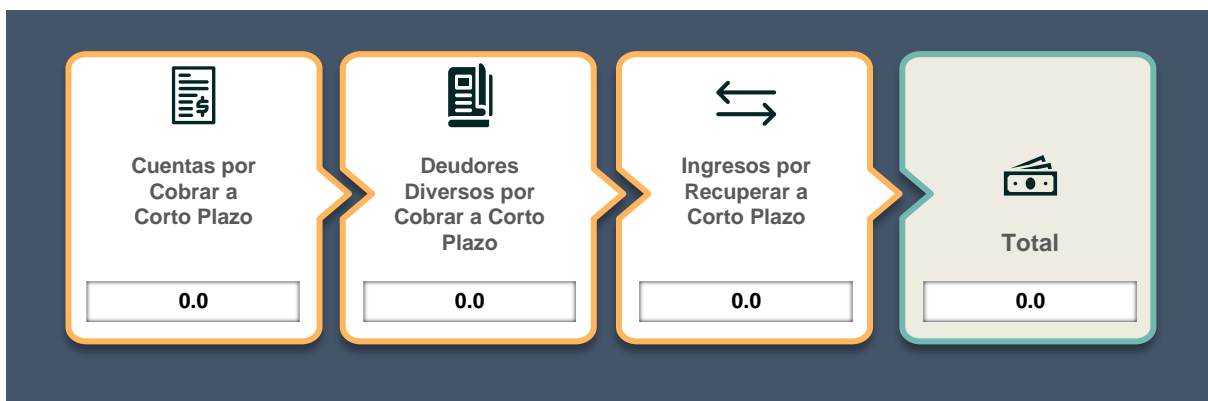 Cuentas por
Cobrar a
Corto Plazo
0.0
Deudores
Diversos por
Cobrar a Corto
Plazo
0.0
Ingresos por
Recuperar a
Corto Plazo
0.0
Total
0.0